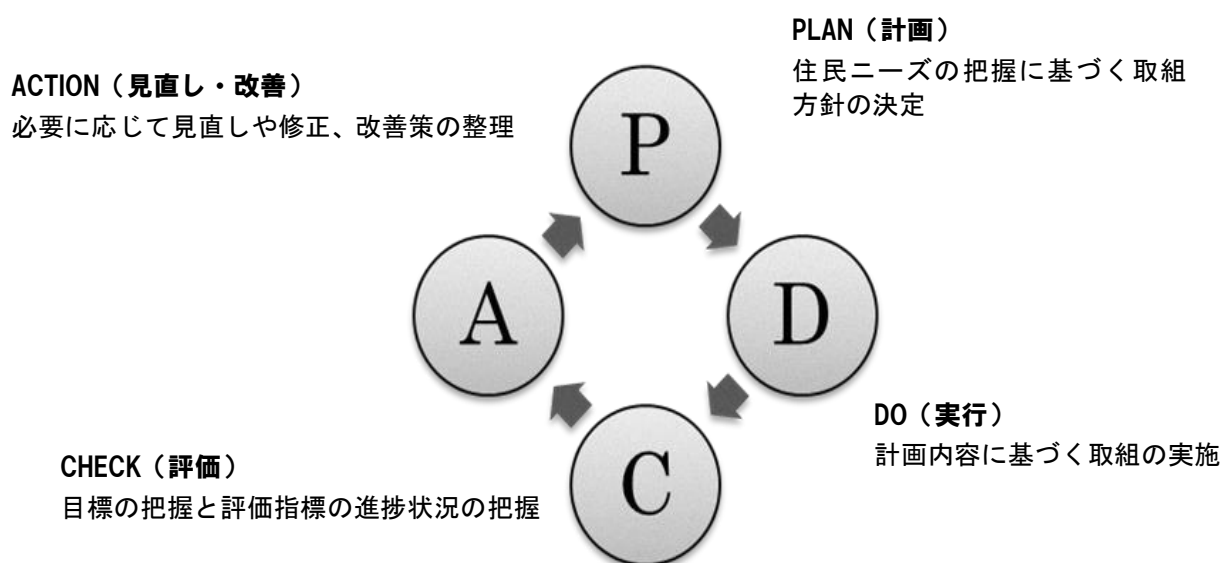 PLAN（計画）
住民ニーズの把握に基づく取組
方針の決定
ACTION（見直し・改善）
必要に応じて見直しや修正、改善策の整理
P
A
D
DO（実行）
計画内容に基づく取組の実施
CHECK（評価）
目標の把握と評価指標の進捗状況の把握
C